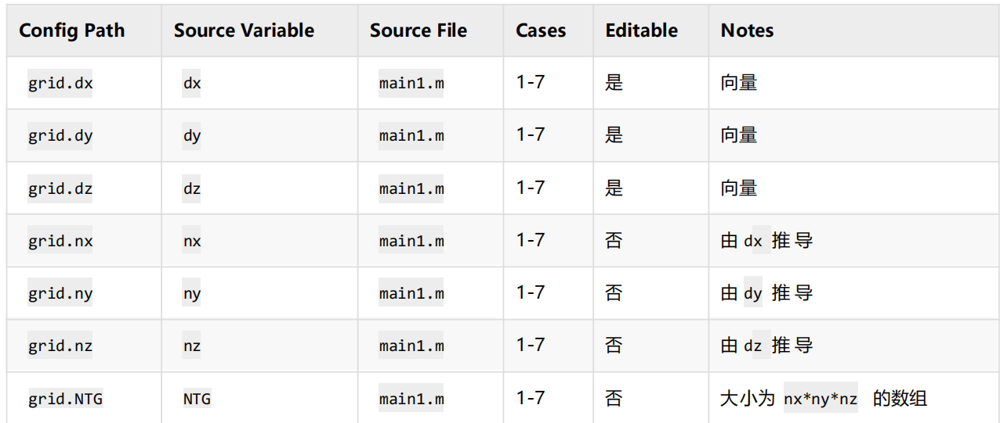 Config Path Source Variable Source File Cases Editable Notes
grid.dx dx main1.m 1-7 是 向量
grid.dy dy main1.m 1-7 是 向量
grid.dz dz main1.m 1-7 是 向量
grid.nx nx main1.m 1-7 否 由 dx 推导
grid.ny ny main1.m 1-7 否 由 dy 推导
grid.nz nz main1.m 1-7 否 由 dz 推导
grid.NTG NTG main1.m 1-7 否 大小为 nx*ny*nz 的数组